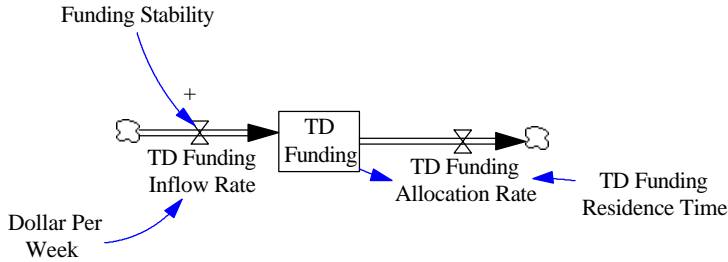 Funding Stability
+
TD
Funding
TD Funding
Inflow Rate
TD Funding
Allocation Rate
TD Funding
Residence Time
Dollar Per
Week